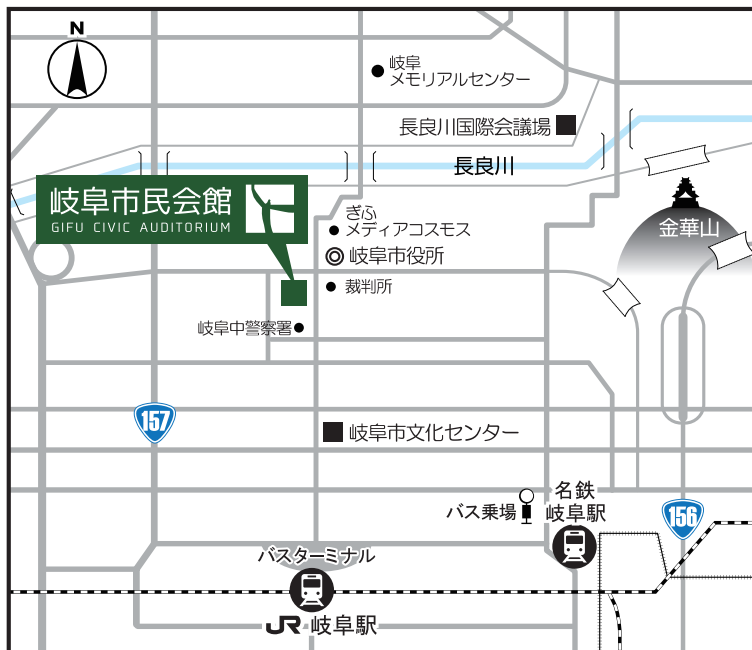 N
岐阜
メモリアルセンター
長良川国際会議場
長良川
岐阜市民会館
GIFU CIVIC AUDITORIUM
ぎふ
メディアコスモス
岐阜市役所
金華山
裁判所
岐阜中警察署
157
岐阜市文化センター
名鉄
岐阜駅
バス乗場
156
バスターミナル
JR 岐阜駅